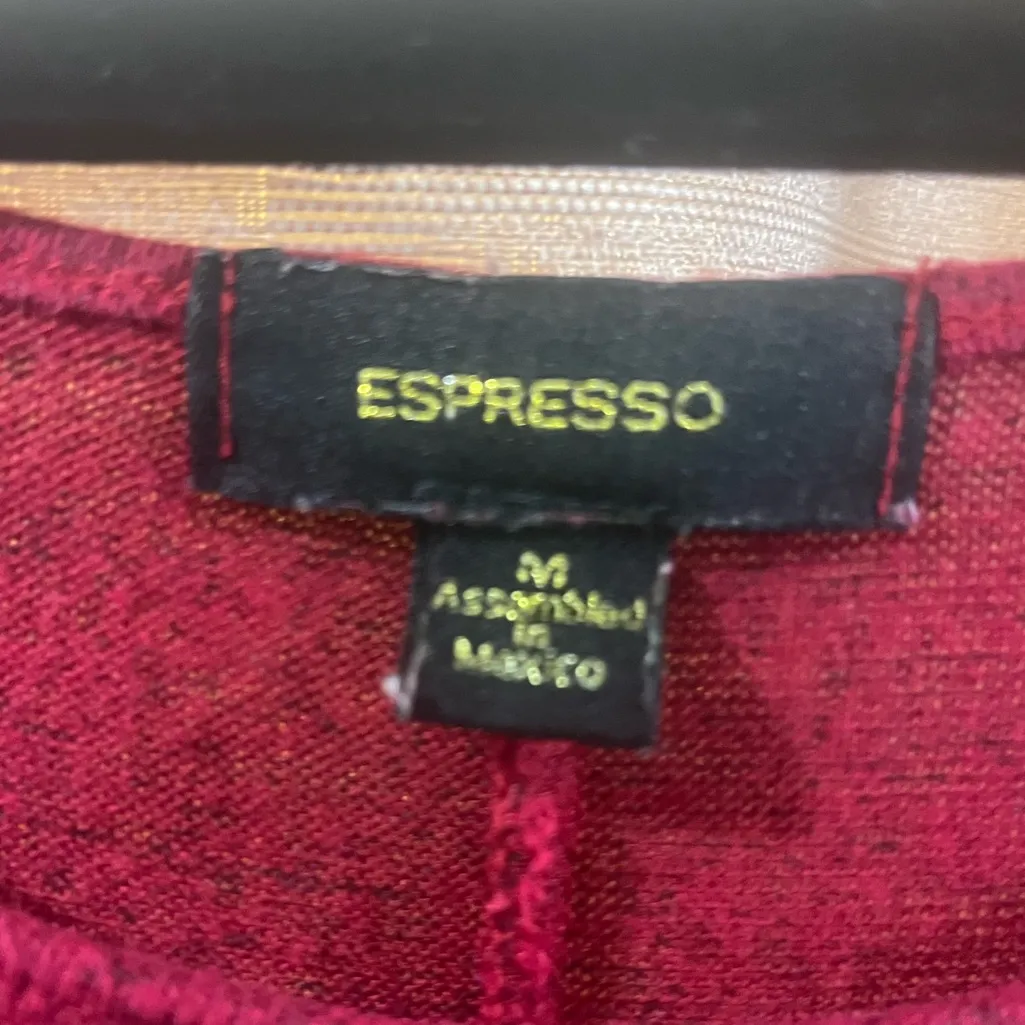 ESPRESSO
M
Assembled
in
Mexico